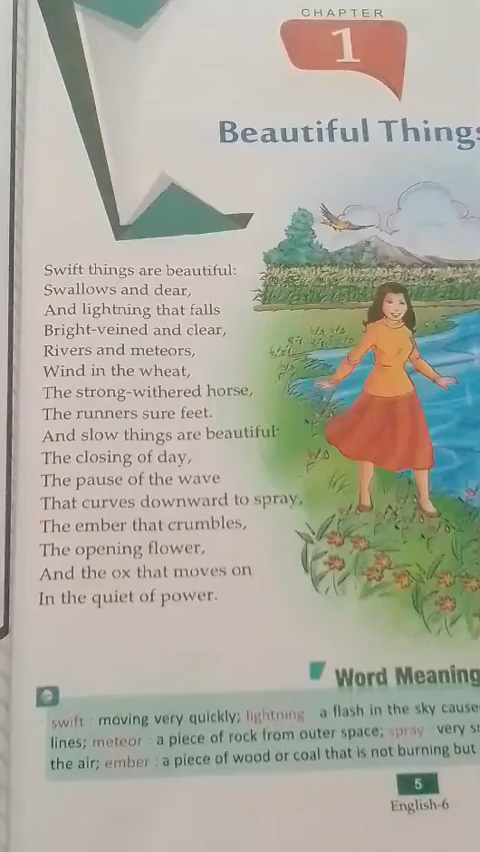 CHAPTER
1
Beautiful Things
Swift things are beautiful:
Swallows and dear,
And lightning that falls
Bright-veined and clear,
Rivers and meteors,
Wind in the wheat,
The strong-withered horse,
The runners sure feet.
And slow things are beautiful:
The closing of day,
The pause of the wave
That curves downward to spray,
The ember that crumbles,
The opening flower,
And the ox that moves on
In the quiet of power.
Word Meaning
swift : moving very quickly; lightning a flash in the sky cause
lines; meteor : a piece of rock from outer space; spray very
the air; ember : a piece of wood or coal that is not burning but
5
English-6